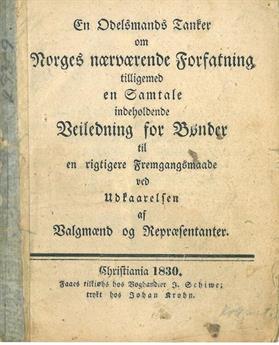 En Odelsmands Tanker
om
Norges nærværende Forfatning
tilligemed
en Samtale
indeholdende
Veiledning for Bønder
til
en rigtigere Fremgangsmaade
ved
Udkaarelsen
af
Valgmænd og Repræsentanter.
Christiania 1830.
Faaes tilkiøbs hos Boghandler J. Schiwe;
trykt hos Johan Krohn.